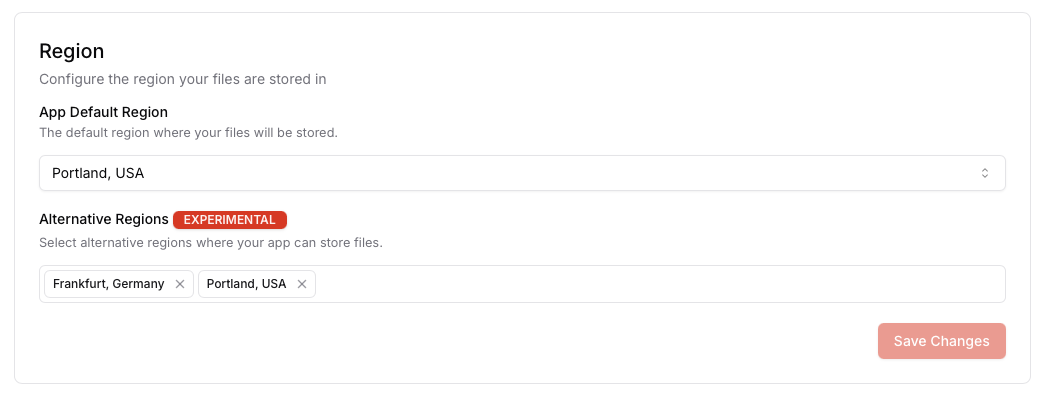 Region
Configure the region your files are stored in
App Default Region
The default region where your files will be stored.
Portland, USA
Alternative Regions EXPERIMENTAL
Select alternative regions where your app can store files.
Frankfurt, Germany Portland, USA
Save Changes